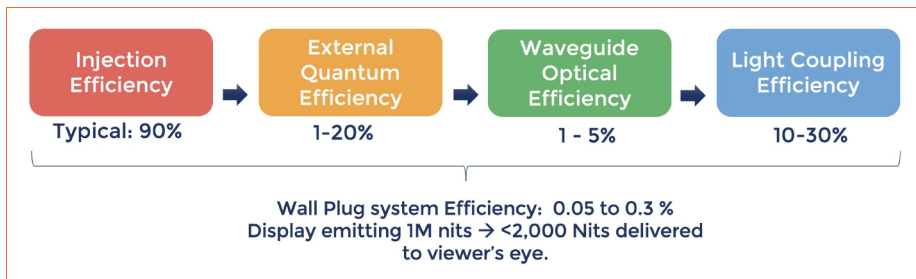 Injection
Efficiency
External
Quantum
Efficiency
Waveguide
Optical
Efficiency
Light Coupling
Efficiency
Typical: 90%
1-20%
1 - 5%
10-30%
Wall Plug system Efficiency: 0.05 to 0.3 %
Display emitting 1M nits → <2,000 Nits delivered
to viewer's eye.